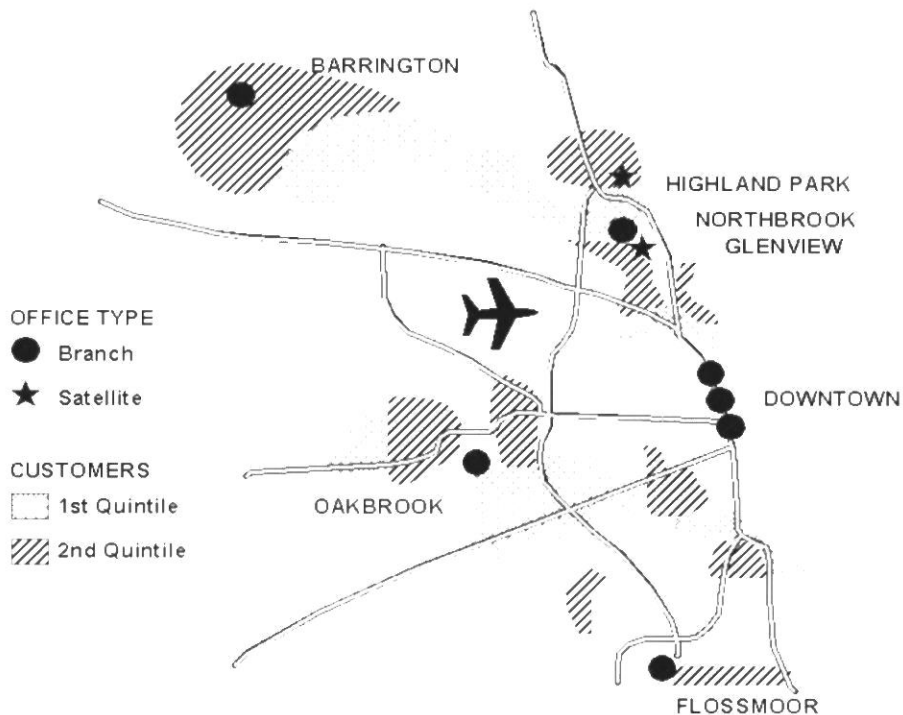 BARRINGTON
HIGHLAND PARK
NORTHBROOK
GLENVIEW
OFFICE TYPE
Branch
Satellite
DOWNTOWN
CUSTOMERS
1st Quintile
2nd Quintile
OAKBROOK
FLOSSMOOR